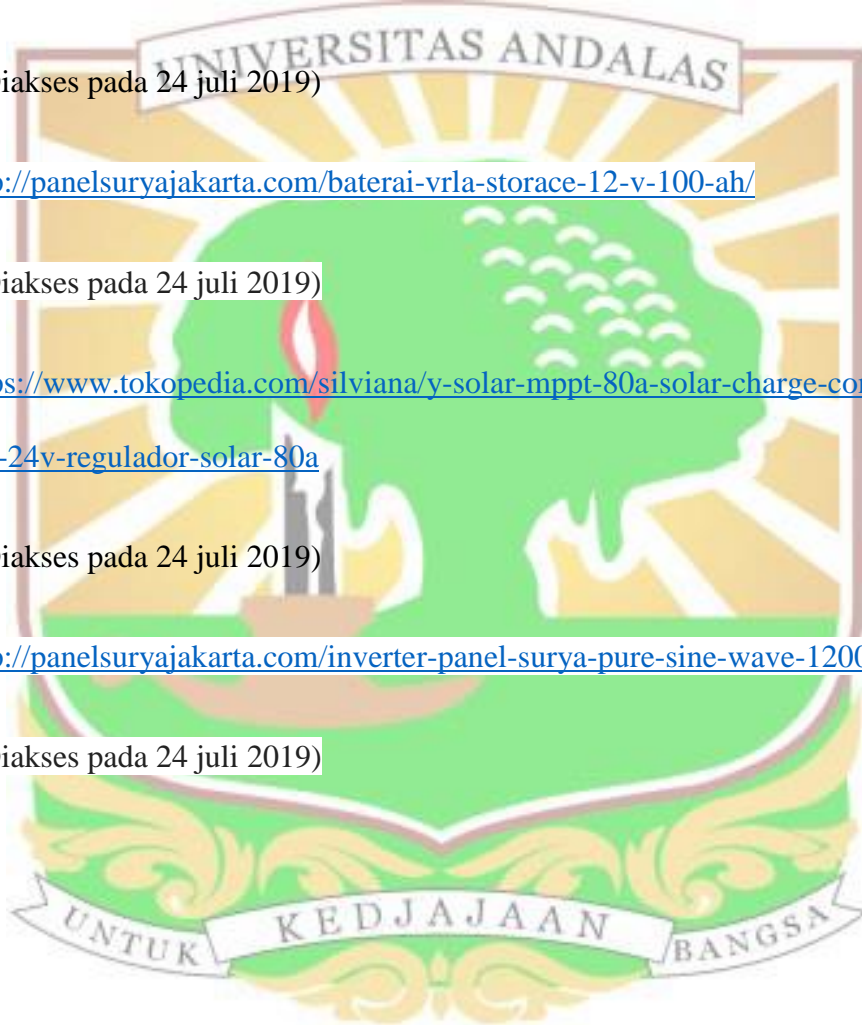 UNIVERSITAS ANDALAS
iakses pada 24 juli 2019)
://panelsuryajakarta.com/baterai-vrla-storace-12-v-100-ah/
iakses pada 24 juli 2019)
s://www.tokopedia.com/silviana/y-solar-mppt-80a-solar-charge-co
-24v-regulador-solar-80a
iakses pada 24 juli 2019)
://panelsuryajakarta.com/inverter-panel-surya-pure-sine-wave-1200
iakses pada 24 juli 2019)
UNTUK KEDJAJAAN BANGSA